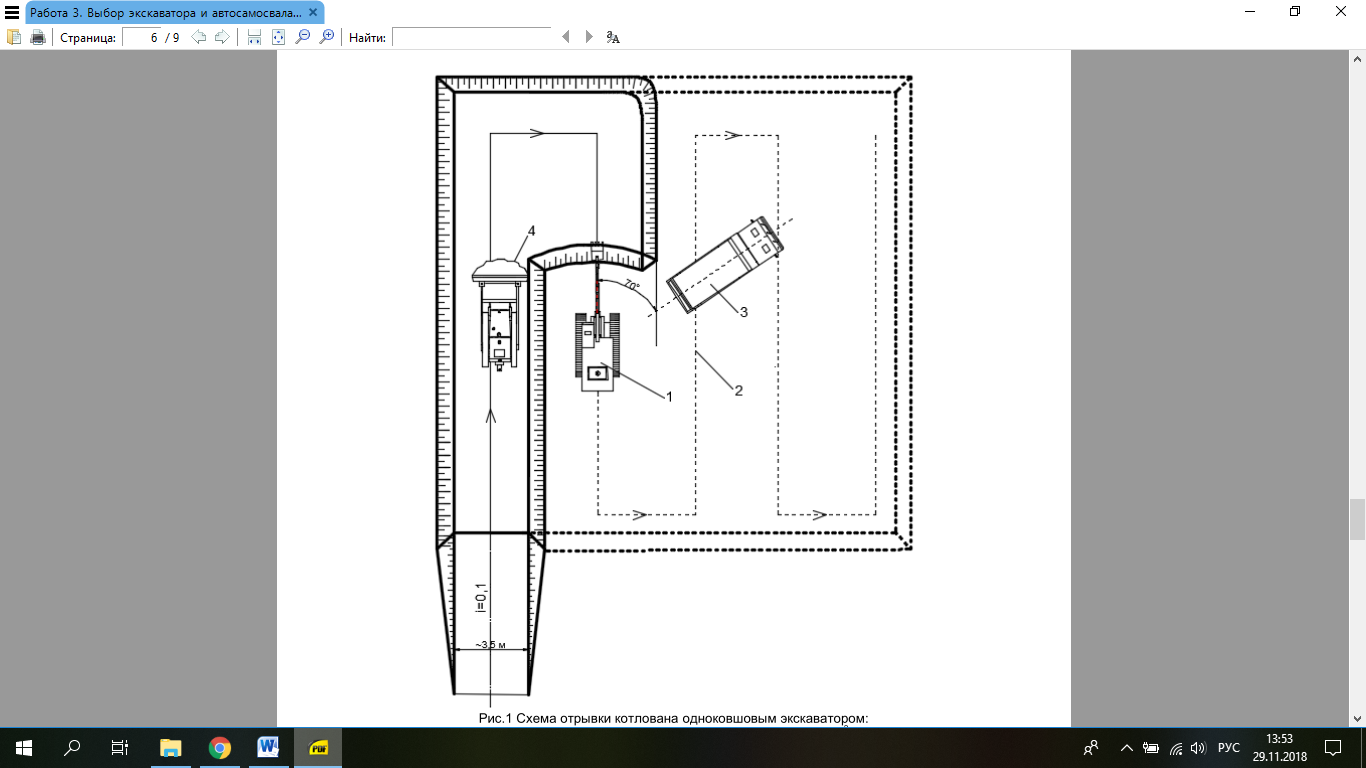 Работа 3. Выбор экскаватора и автосамосвала...
Страница: 6 / 9 Найти:
4
70°
3
1
2
i=0,1
~3,5 м
Рис.1 Схема отрывки котлована одноковшовым экскаватором:
PDF
РУС
13:53
29.11.2018